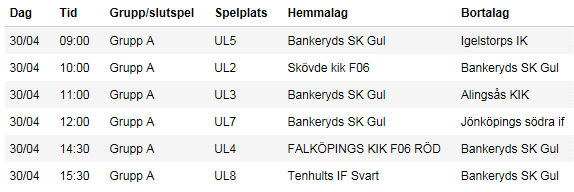 Dag Tid Grupp/slutspel Spelplats Hemmalag Bortalag
30/04 09:00 Grupp A UL5 Bankeryds SK Gul Igelstorps IK
30/04 10:00 Grupp A UL2 Skövde kik F06 Bankeryds SK Gul
30/04 11:00 Grupp A UL3 Bankeryds SK Gul Alingsås KIK
30/04 12:00 Grupp A UL7 Bankeryds SK Gul Jönköpings södra if
30/04 14:30 Grupp A UL4 FALKÖPINGS KIK F06 RÖD Bankeryds SK Gul
30/04 15:30 Grupp A UL8 Tenhults IF Svart Bankeryds SK Gul